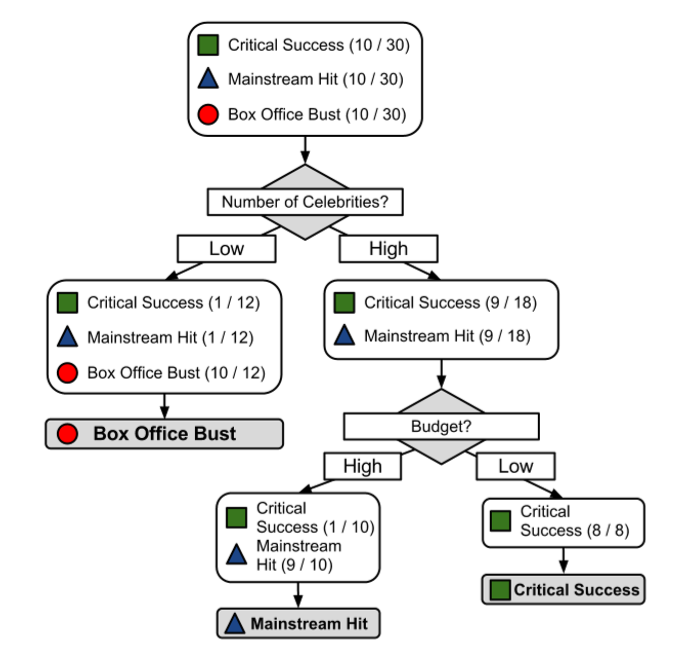 Critical Success (10 / 30)
Mainstream Hit (10 / 30)
Box Office Bust (10 / 30)
Number of Celebrities?
Low
High
Critical Success (1 / 12)
Mainstream Hit (1 / 12)
Box Office Bust (10 / 12)
Box Office Bust
Critical Success (9 / 18)
Mainstream Hit (9 / 18)
Budget?
High
Low
Critical
Success (1 / 10)
Mainstream
Hit (9 / 10)
Mainstream Hit
Critical
Success (8 / 8)
Critical Success